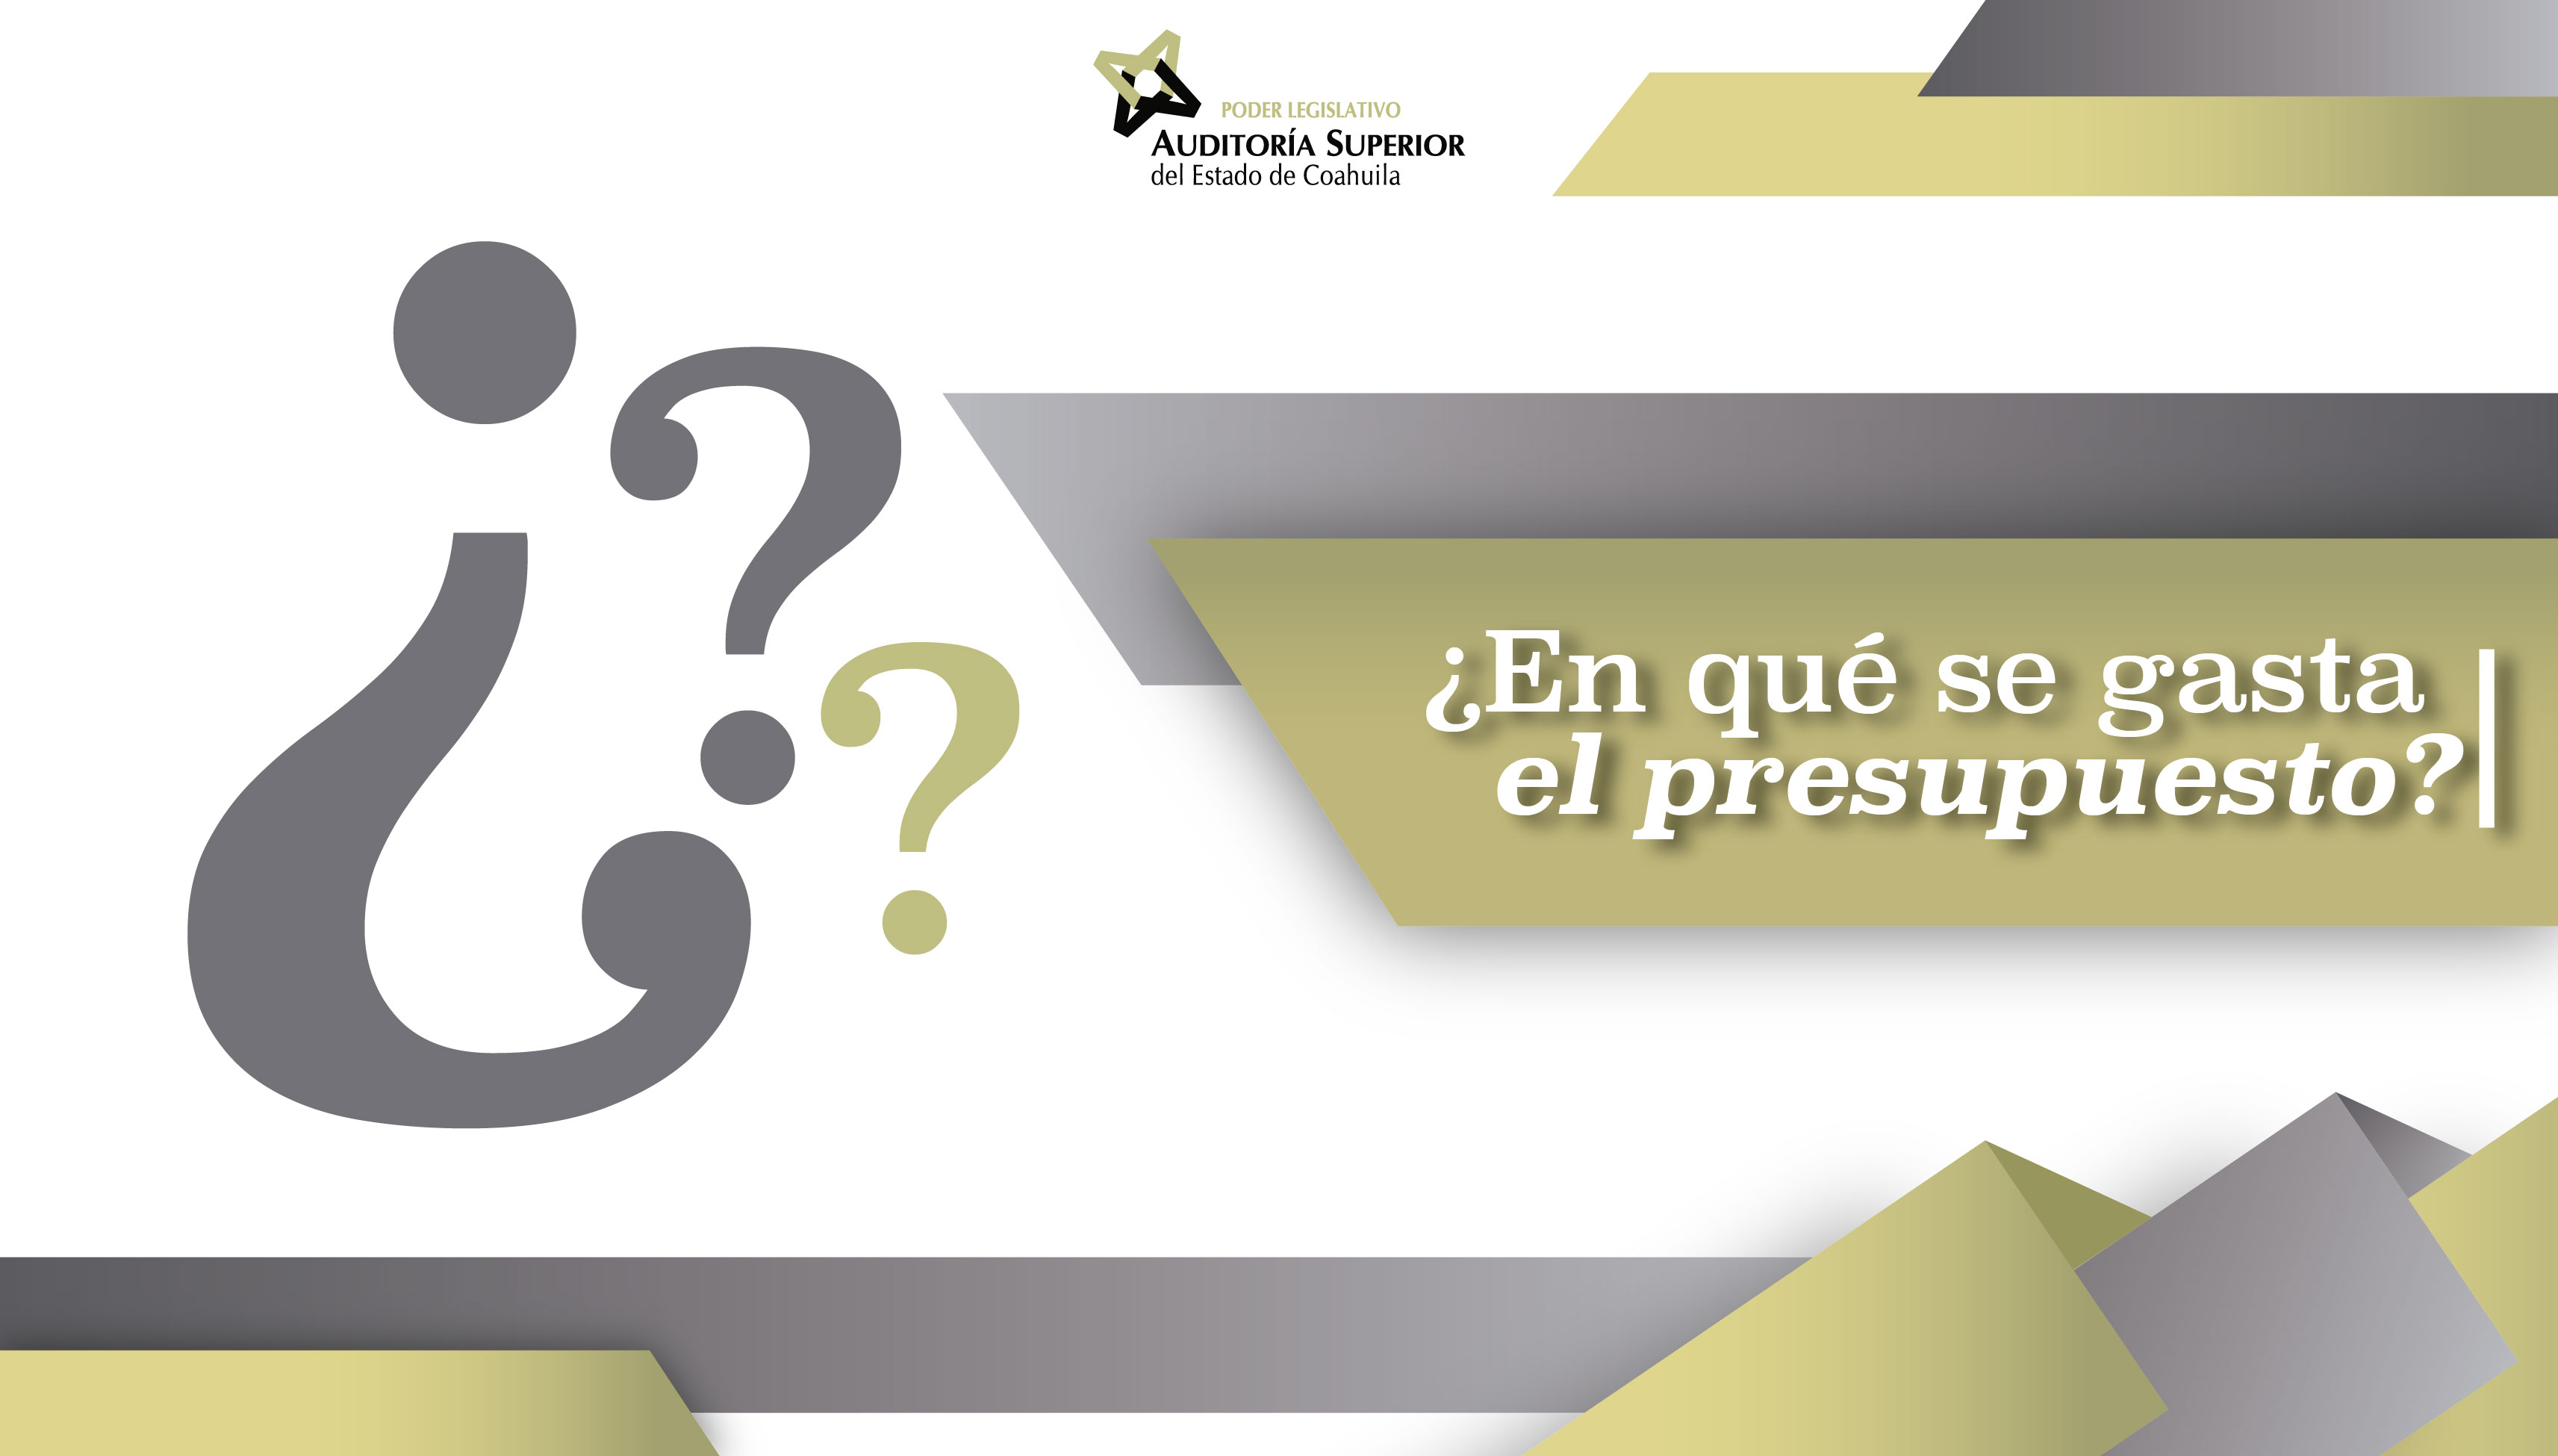 PODER LEGISLATIVO
AUDITORÍA SUPERIOR
del Estado de Coahuila
¿??
¿En qué se gasta
el presupuesto?